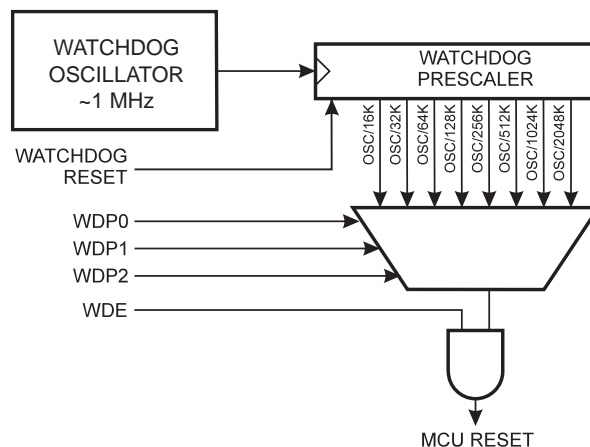 WATCHDOG
OSCILLATOR
~1 MHz
WATCHDOG
PRESCALER
OSC/16K
OSC/32K
OSC/64K
OSC/128K
OSC/256K
OSC/512K
OSC/1024K
OSC/2048K
WATCHDOG
RESET
WDP0
WDP1
WDP2
WDE
MCU RESET